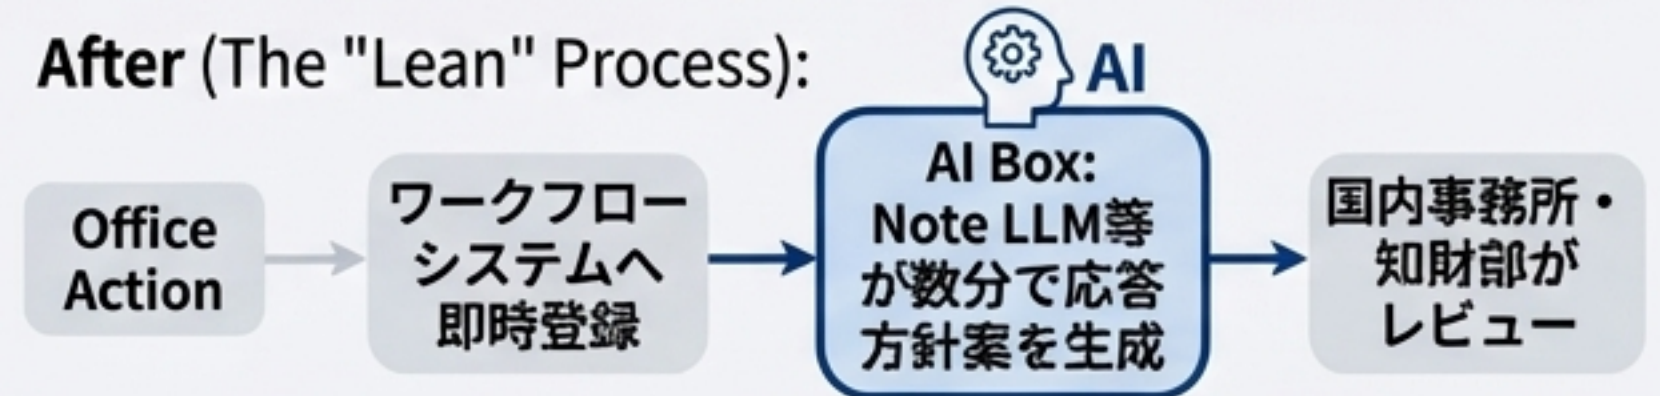 After (The "Lean" Process):
AI
Office
Action
ワークフロー
システムへ
即時登録
AI Box:
Note LLM等
が数分で応答
方針案を生成
国内事務所・
知財部が
レビュー